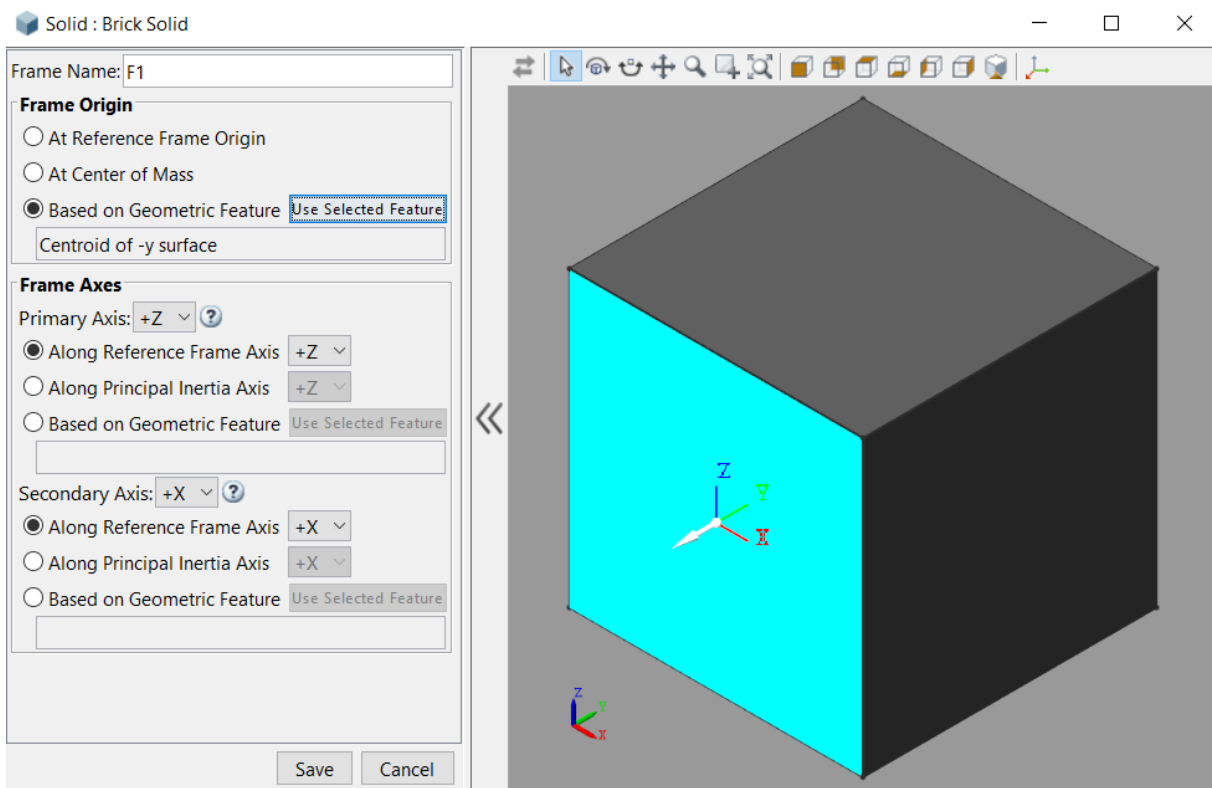 Solid : Brick Solid
Frame Name: F1
Frame Origin
At Reference Frame Origin
At Center of Mass
Based on Geometric Feature Use Selected Feature
Centroid of -y surface
Frame Axes
Primary Axis: +Z ?
Along Reference Frame Axis +Z
Along Principal Inertia Axis +Z
Based on Geometric Feature Use Selected Feature
Secondary Axis: +X ?
Along Reference Frame Axis +X
Along Principal Inertia Axis +X
Based on Geometric Feature Use Selected Feature
Save Cancel
Z
Y
X
Z
Y
X